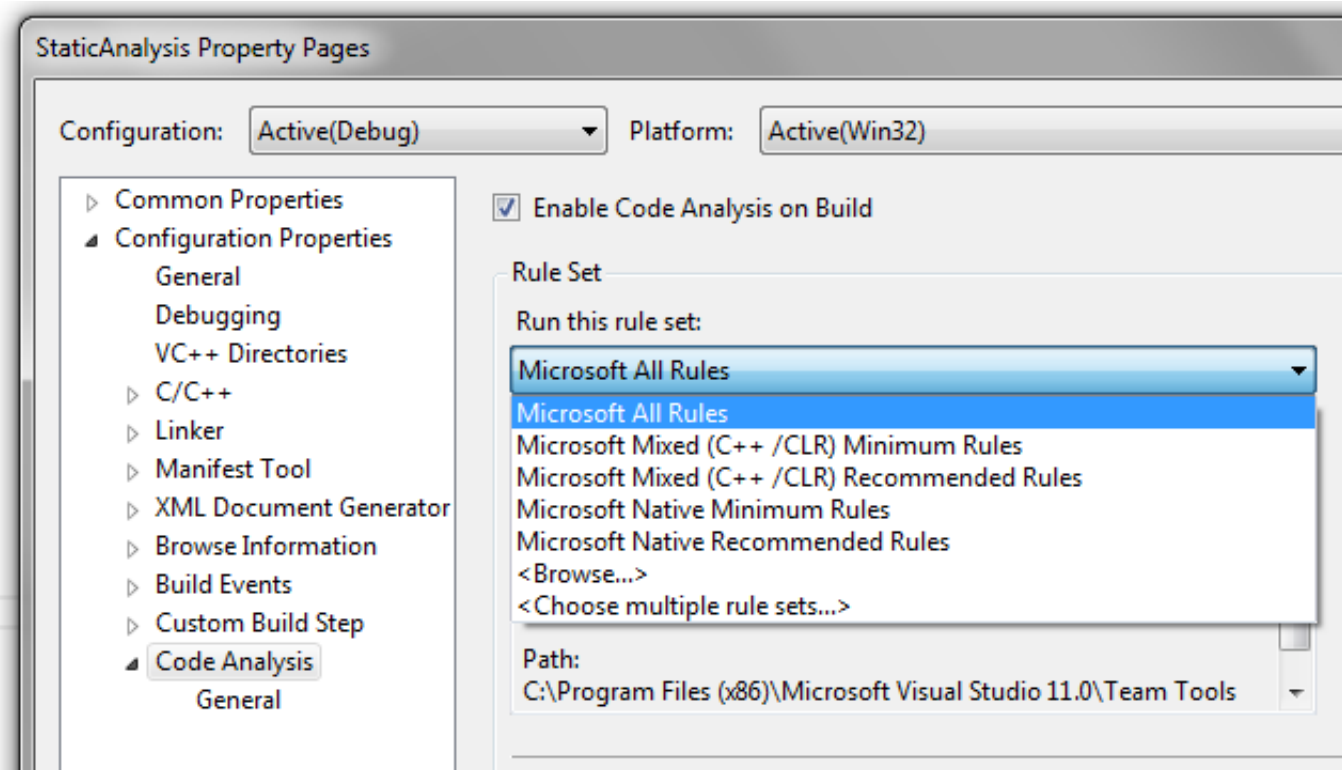 StaticAnalysis Property Pages
Configuration: Active(Debug) Platform: Active(Win32)
Common Properties
Configuration Properties
General
Debugging
VC++ Directories
C/C++
Linker
Manifest Tool
XML Document Generator
Browse Information
Build Events
Custom Build Step
Code Analysis
General
Enable Code Analysis on Build
Rule Set
Run this rule set:
Microsoft All Rules
Microsoft All Rules
Microsoft Mixed (C++ /CLR) Minimum Rules
Microsoft Mixed (C++ /CLR) Recommended Rules
Microsoft Native Minimum Rules
Microsoft Native Recommended Rules
<Browse...>
<Choose multiple rule sets...>
Path:
C:\Program Files (x86)\Microsoft Visual Studio 11.0\Team Tools